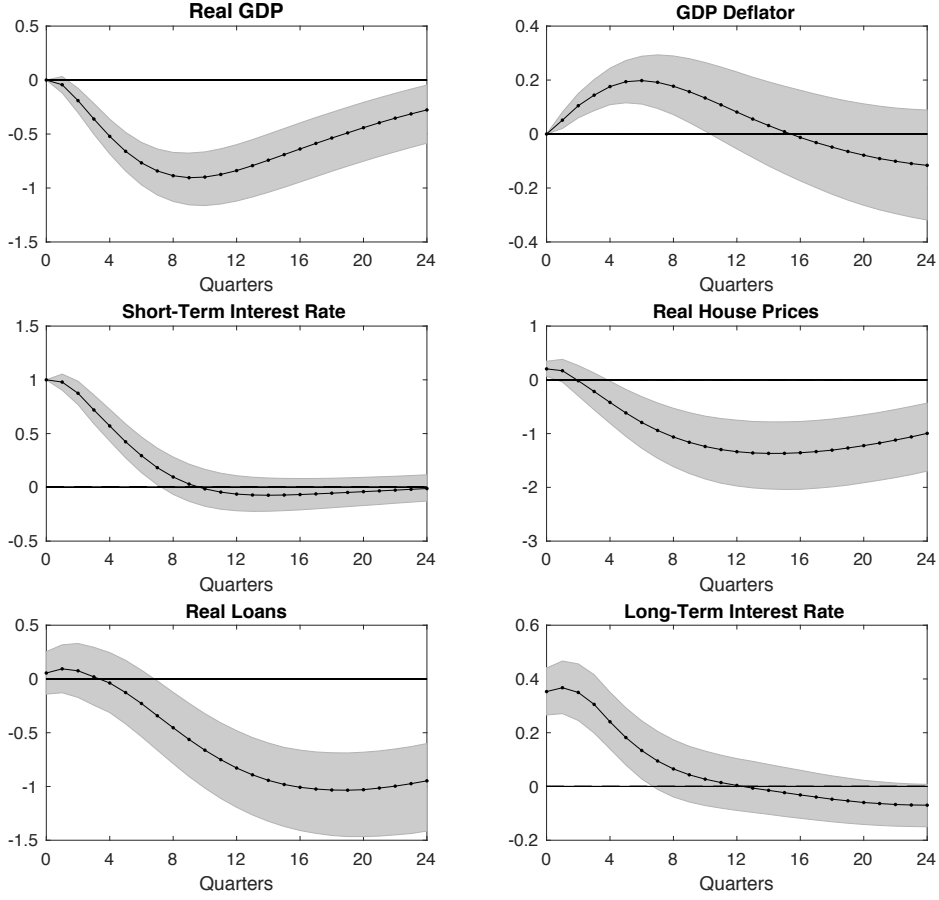 Real GDP
0.5
0
-0.5
-1
-1.5
0 4 8 12 16 20 24
Quarters
GDP Deflator
0.4
0.2
0
-0.2
-0.4
0 4 8 12 16 20 24
Quarters
Short-Term Interest Rate
1.5
1
0.5
0
-0.5
0 4 8 12 16 20 24
Quarters
Real House Prices
1
0
-1
-2
-3
0 4 8 12 16 20 24
Quarters
Real Loans
0.5
0
-0.5
-1
-1.5
0 4 8 12 16 20 24
Quarters
Long-Term Interest Rate
0.6
0.4
0.2
0
-0.2
0 4 8 12 16 20 24
Quarters